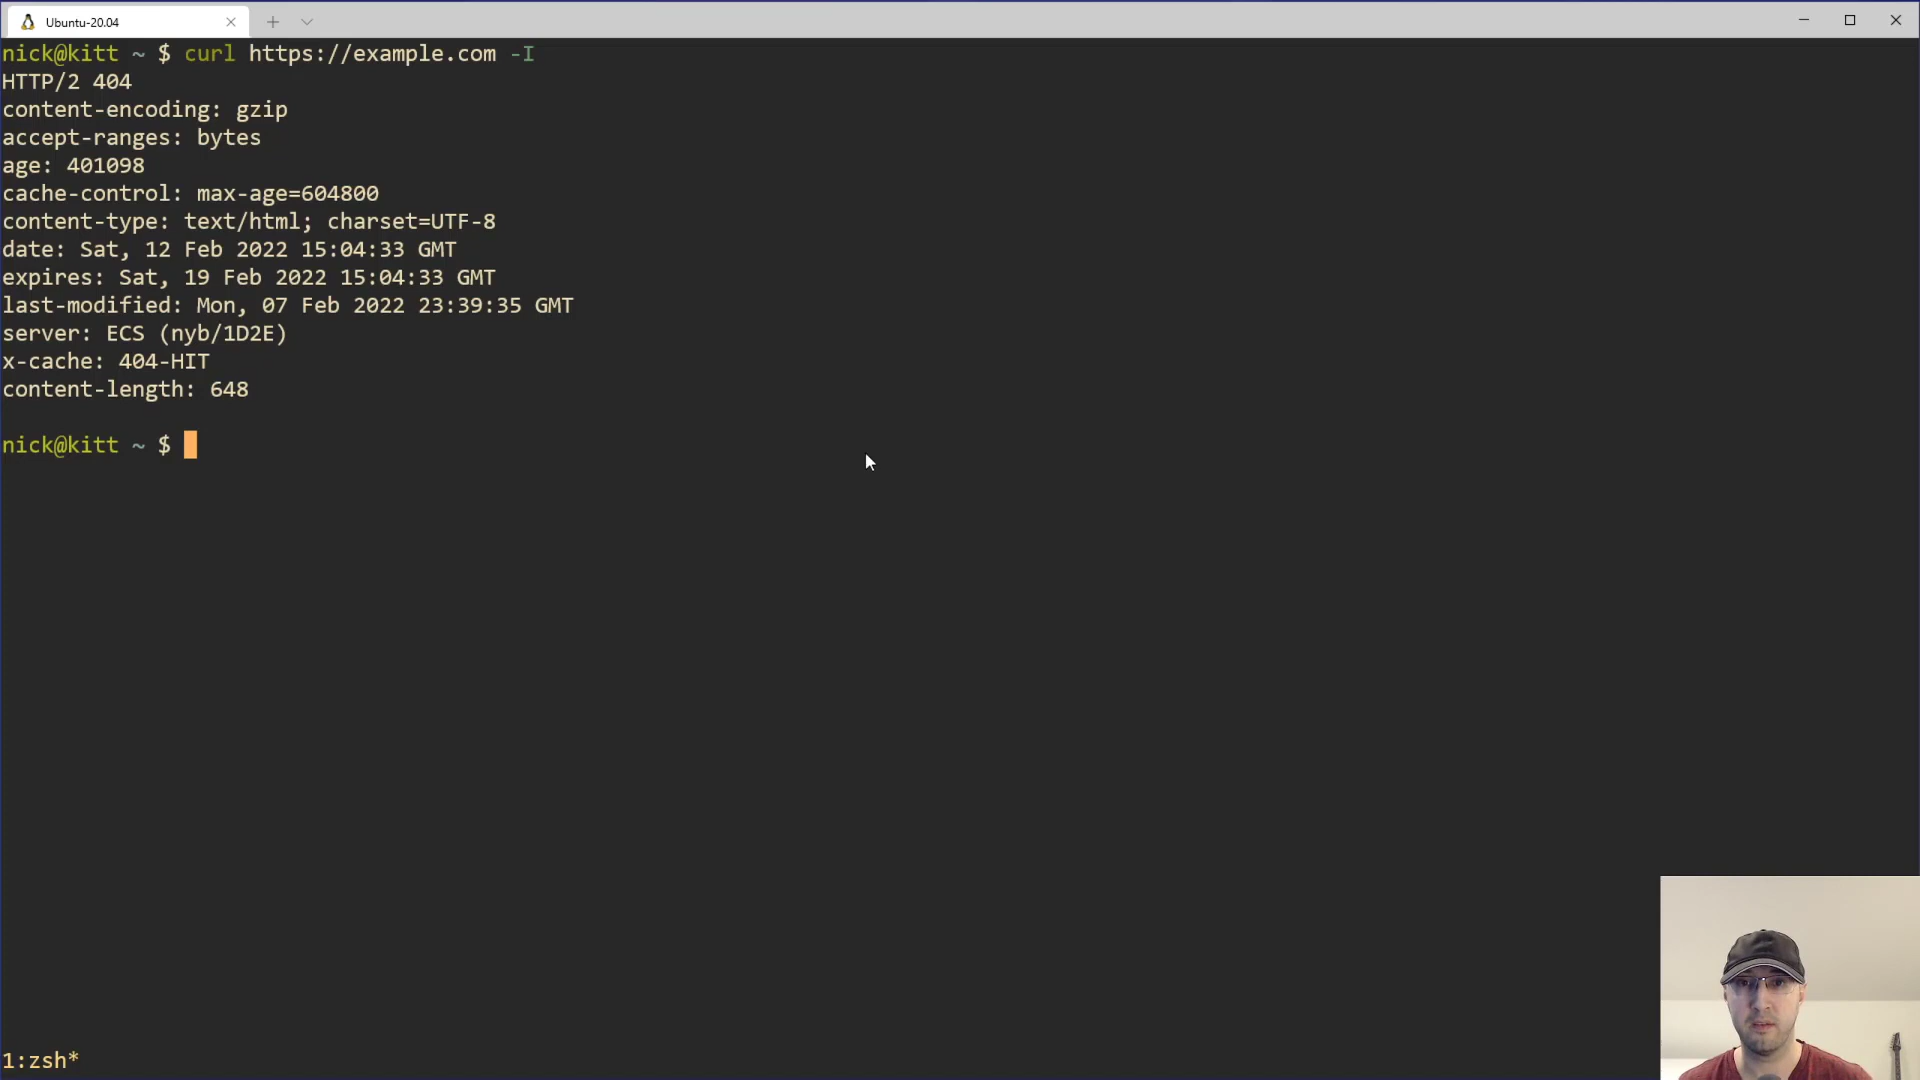 Ubuntu-20.04
nick@kitt ~ $ curl https://example.com -I
HTTP/2 404
content-encoding: gzip
accept-ranges: bytes
age: 401098
cache-control: max-age=604800
content-type: text/html; charset=UTF-8
date: Sat, 12 Feb 2022 15:04:33 GMT
expires: Sat, 19 Feb 2022 15:04:33 GMT
last-modified: Mon, 07 Feb 2022 23:39:35 GMT
server: ECS (nyb/1D2E)
x-cache: 404-HIT
content-length: 648
nick@kitt ~ $
1:zsh*